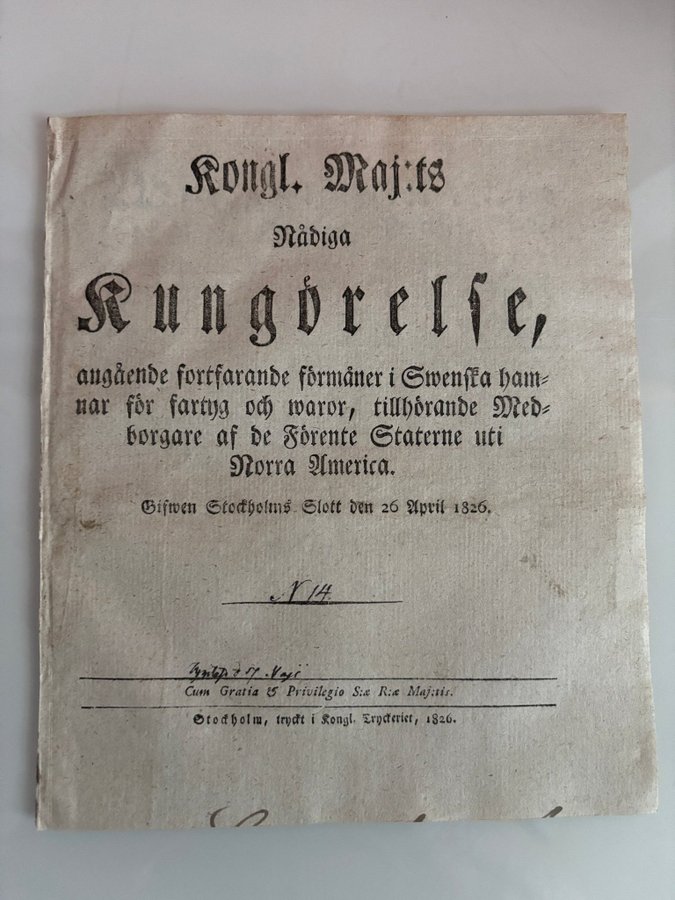 Kongl. Maj:ts
Nådiga
Kungörelse,
angående fortfarande förmåner i Swenska ham-
nar för fartyg och waror, tillhörande Med-
borgare af de Förente Staterne uti
Norra America.
Gifwen Stockholms Slott den 26 April 1826.
N 14.
Maji
Cum Gratia & Privilegio S:æ R:æ Maj:tis.
Stockholm, tryckt i Kongl. Tryckeriet, 1826.